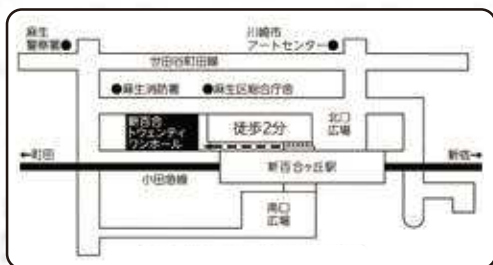 麻生
警察署●
川崎市
アートセンター●
世田谷町田線
●麻生消防署
●麻生区総合庁舎
新百合
トウェンティ
ワンホール
徒歩2分
北口
広場
←町田
新宿→
小田急線
新百合ヶ丘駅
南口
広場